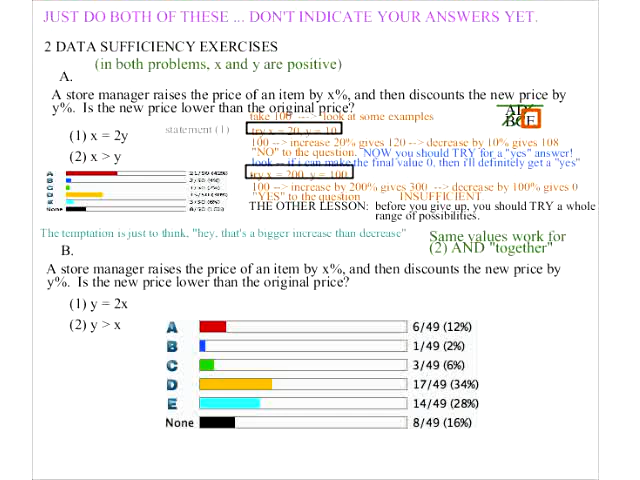 JUST DO BOTH OF THESE ... DON'T INDICATE YOUR ANSWERS YET.
2 DATA SUFFICIENCY EXERCISES
(in both problems, x and y are positive)
A.
A store manager raises the price of an item by x%, and then discounts the new price by
y%. Is the new price lower than the original price?
take 100 ---> look at some examples
AD
BCE
(1) x = 2y
statement (1)
try x = 20, y = 10
100 --> increase 20% gives 120 --> decrease by 10% gives 108
(2) x > y
"NO" to the question. NOW you should TRY for a "yes" answer!
look -- if i can make the final value 0, then i'll definitely get a "yes"
A 21/50 (42%)
B
C
D
E
None
try x = 200, y = 100
100 --> increase by 200% gives 300 --> decrease by 100% gives 0
"YES" to the question INSUFFICIENT
THE OTHER LESSON: before you give up, you should TRY a whole
range of possibilities.
The temptation is just to think, "hey, that's a bigger increase than decrease"
Same values work for
(2) AND "together"
B.
A store manager raises the price of an item by x%, and then discounts the new price by
y%. Is the new price lower than the original price?
(1) y = 2x
(2) y > x
A 6/49 (12%)
B 1/49 (2%)
C 3/49 (6%)
D 17/49 (34%)
E 14/49 (28%)
None 8/49 (16%)